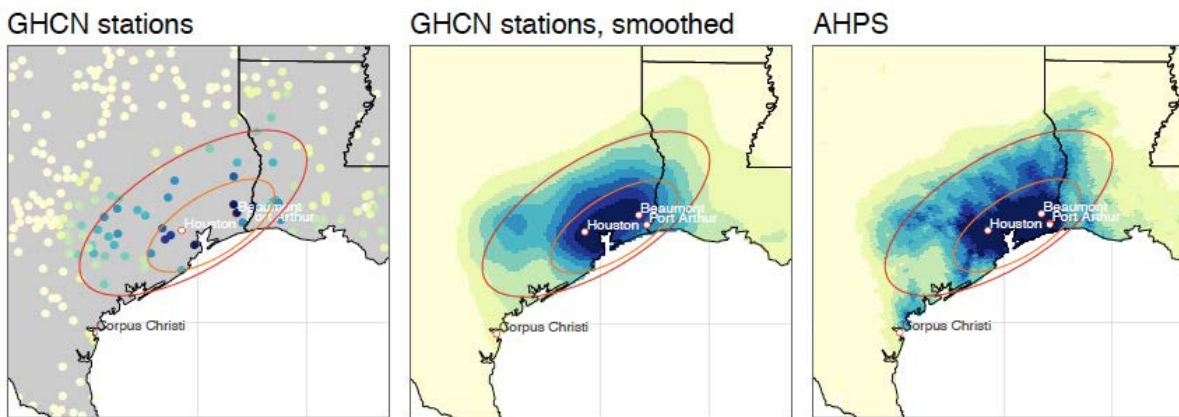 GHCN stations
GHCN stations, smoothed
AHPS
Beaumont
Port Arthur
Houston
Corpus Christi
Beaumont
Port Arthur
Houston
Corpus Christi
Beaumont
Port Arthur
Houston
Corpus Christi